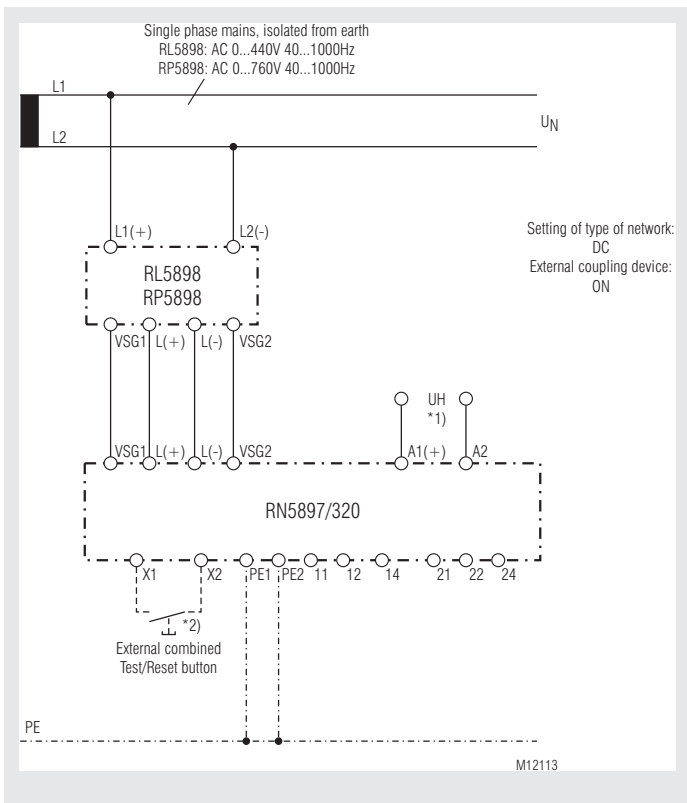 Single phase mains, isolated from earth
RL5898: AC 0...440V 40...1000Hz
RP5898: AC 0...760V 40...1000Hz
L1
UN
L2
Setting of type of network:
DC
External coupling device:
ON
L1(+) L2(-)
RL5898
RP5898
VSG1 L(+) L(-) VSG2
UH
*1)
VSG1 L(+) L(-) VSG2 A1(+) A2
RN5897/320
X1 X2 PE1 PE2 11 12 14 21 22 24
*2)
External combined
Test/Reset button
PE
M12113